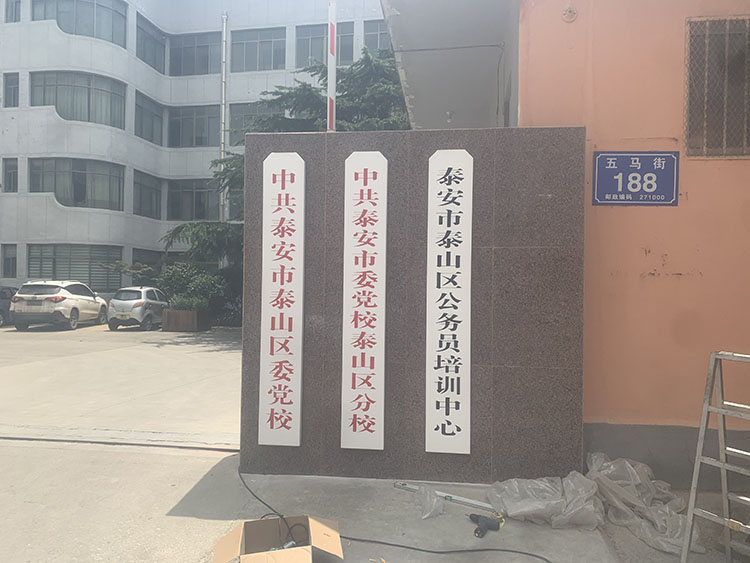 中共泰安市泰山区委党校
中共泰安市委党校泰山区分校
泰安市泰山区公务员培训中心
五马街
188
邮政编码 271000